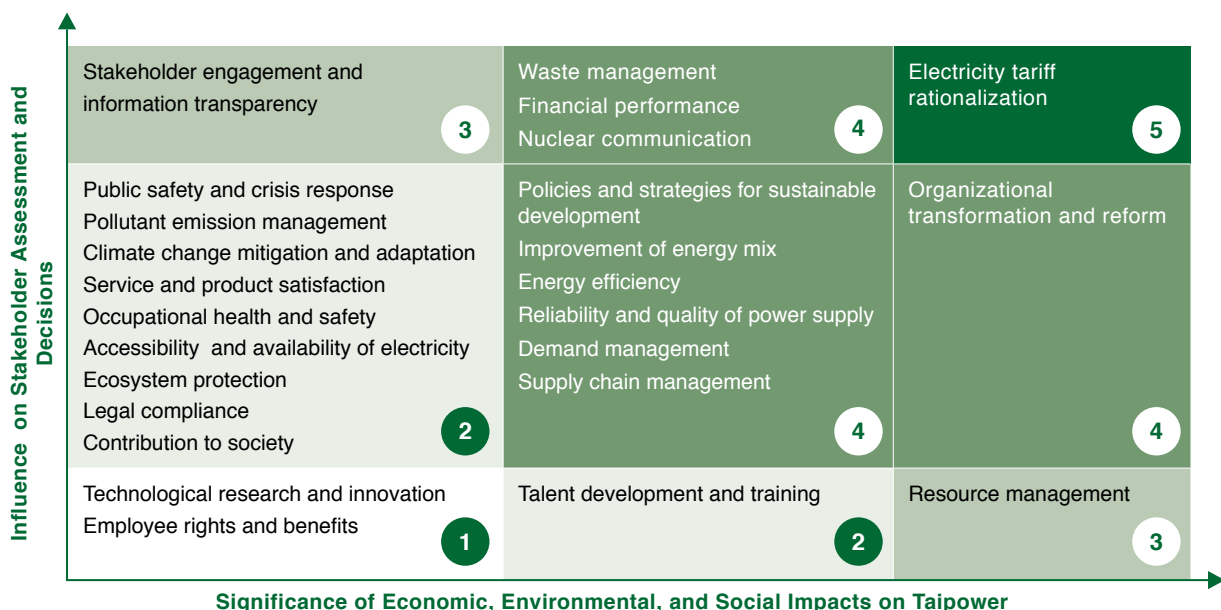 Influence on Stakeholder Assessment and
Decisions
Stakeholder engagement and
information transparency
3
Waste management
Financial performance
Nuclear communication
4
Electricity tariff
rationalization
5
Public safety and crisis response
Pollutant emission management
Climate change mitigation and adaptation
Service and product satisfaction
Occupational health and safety
Accessibility and availability of electricity
Ecosystem protection
Legal compliance
Contribution to society
2
Policies and strategies for sustainable
development
Improvement of energy mix
Energy efficiency
Reliability and quality of power supply
Demand management
Supply chain management
4
Organizational
transformation and reform
4
Technological research and innovation
Employee rights and benefits
1
Talent development and training
2
Resource management
3
Significance of Economic, Environmental, and Social Impacts on Taipower